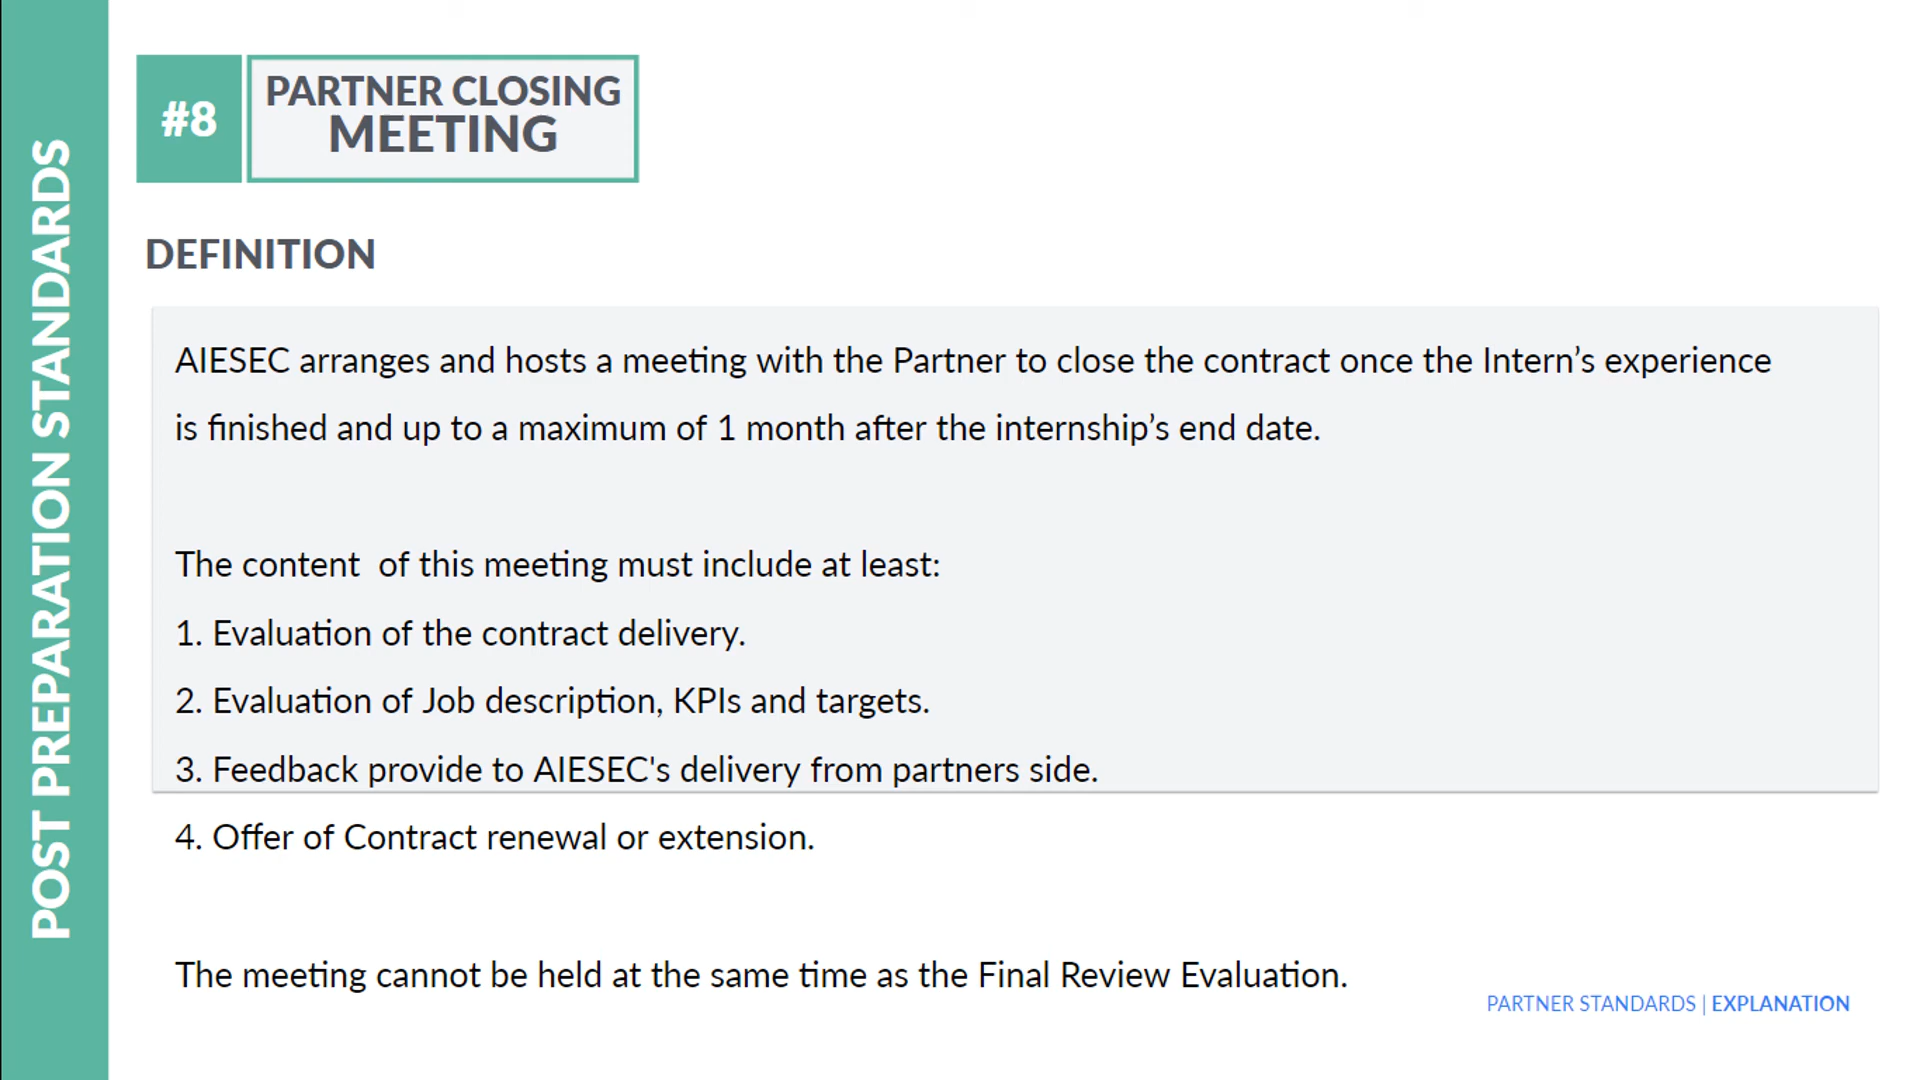 POST PREPARATION STANDARDS
#8
PARTNER CLOSING
MEETING
DEFINITION
AIESEC arranges and hosts a meeting with the Partner to close the contract once the Intern’s experience
is finished and up to a maximum of 1 month after the internship’s end date.
The content  of this meeting must include at least:
1. Evaluation of the contract delivery.
2. Evaluation of Job description, KPIs and targets.
3. Feedback provide to AIESEC's delivery from partners side.
4. Offer of Contract renewal or extension.
The meeting cannot be held at the same time as the Final Review Evaluation.
PARTNER STANDARDS | EXPLANATION